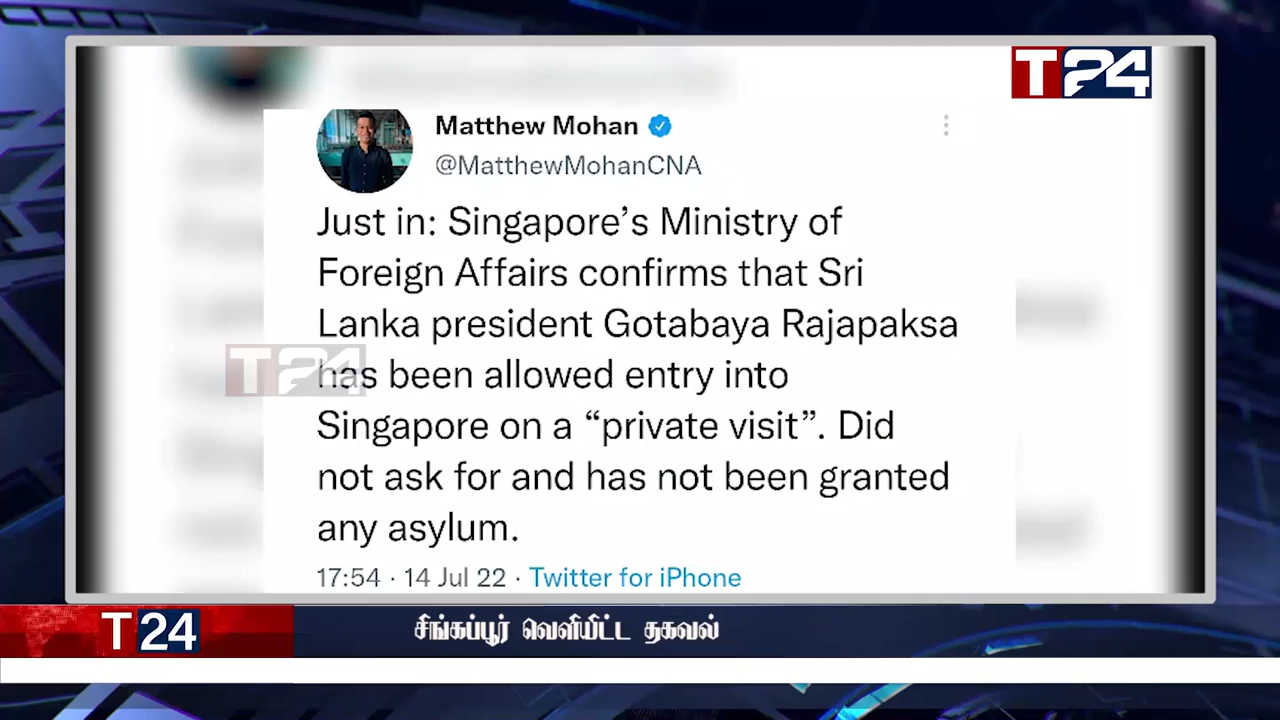 T24
Matthew Mohan
@MatthewMohanCNA
Just in: Singapore’s Ministry of
Foreign Affairs confirms that Sri
Lanka president Gotabaya Rajapaksa
has been allowed entry into
Singapore on a “private visit”. Did
not ask for and has not been granted
any asylum.
T24
17:54 · 14 Jul 22 · Twitter for iPhone
T24
சிங்கப்பூர் வெளியிட்ட தகவல்